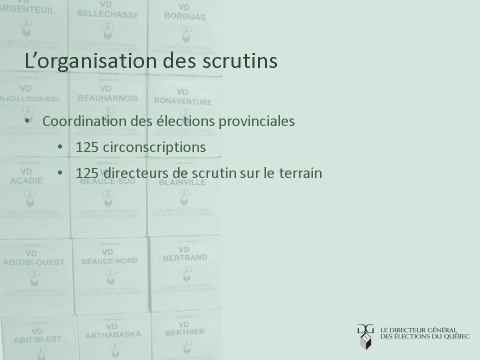 ARGENTEUIL
VD
BELLECHASSE
VD
BORDUAS
L’organisation des scrutins
ANJOU-LOUIS-RIEL
VD
BEAUHARNOIS
VD
BONAVENTURE
• Coordination des élections provinciales
• 125 circonscriptions
• 125 directeurs de scrutin sur le terrain
VD
ACADIE
BEAUCE-SUD
BLAINVILLE
VD
ABITIBI-OUEST
VD
BEAUCE-NORD
VD
BERTRAND
VD
ABITIBI-EST
VD
ARTHABASKA
VD
BERTHIER
LE DIRECTEUR GÉNÉRAL
DES ÉLECTIONS DU QUÉBEC